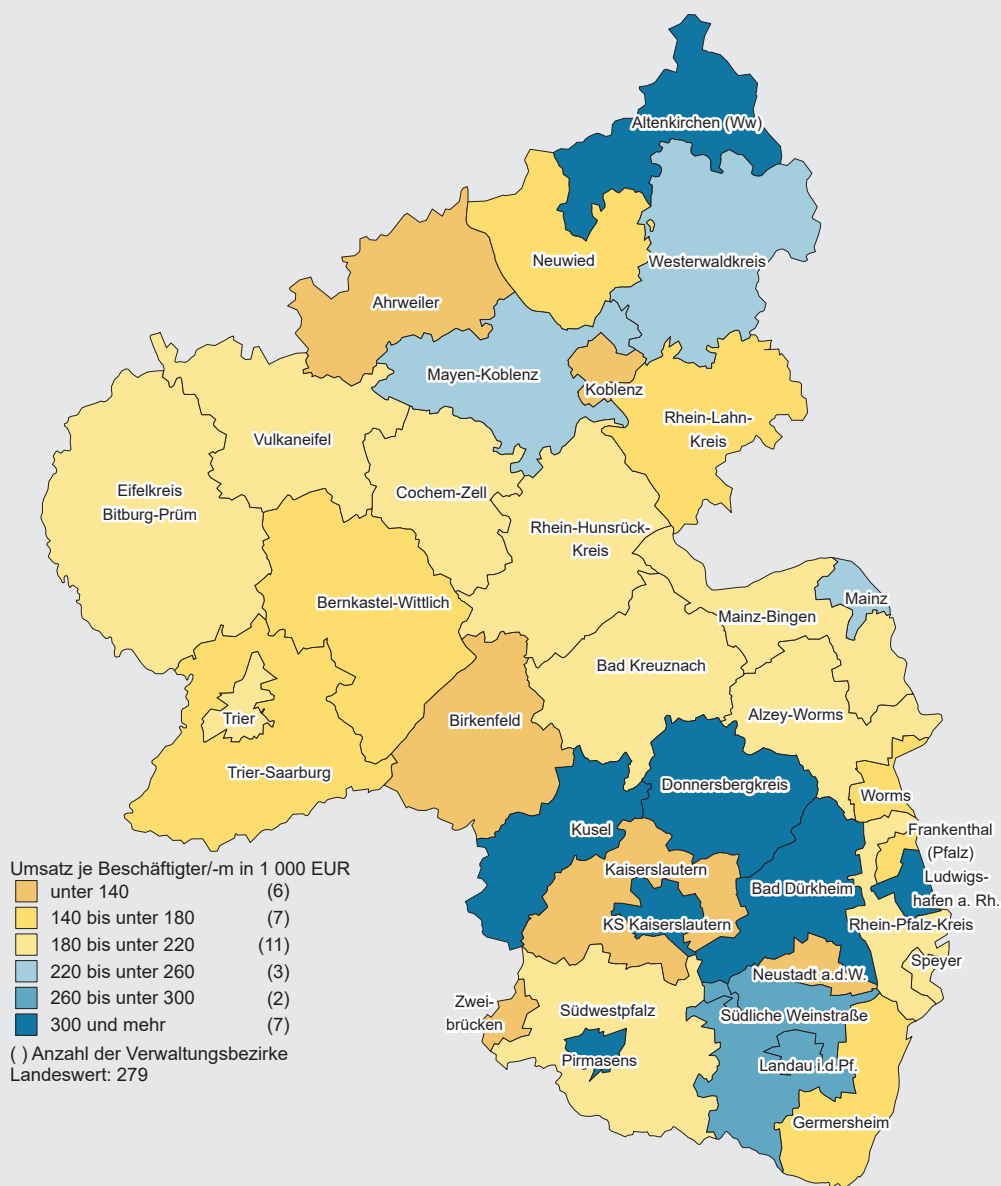 Altenkirchen (Ww)
Neuwied
Westerwaldkreis
Ahrweiler
Mayen-Koblenz
Koblenz
Rhein-Lahn-
Kreis
Vulkaneifel
Eifelkreis
Bitburg-Prüm
Cochem-Zell
Rhein-Hunsrück-
Kreis
Bernkastel-Wittlich
Mainz
Mainz-Bingen
Bad Kreuznach
Trier
Birkenfeld
Alzey-Worms
Trier-Saarburg
Donnersbergkreis
Worms
Kusel
Frankenthal
(Pfalz)
Kaiserslautern
Bad Dürkheim
Ludwigs-
hafen a. Rh.
KS Kaiserslautern
Rhein-Pfalz-Kreis
Speyer
Neustadt a.d.W.
Zwei-
brücken
Südwestpfalz
Südliche Weinstraße
Pirmasens
Landau i.d.Pf.
Germersheim
Umsatz je Beschäftigter/-m in 1 000 EUR
unter 140 (6)
140 bis unter 180 (7)
180 bis unter 220 (11)
220 bis unter 260 (3)
260 bis unter 300 (2)
300 und mehr (7)
( ) Anzahl der Verwaltungsbezirke
Landeswert: 279